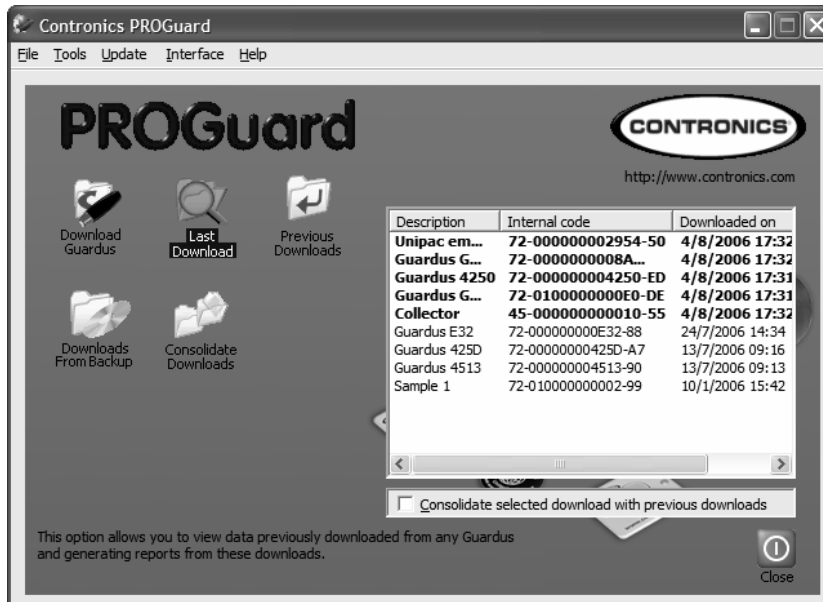 Contronics PROGuard
File Tools Update Interface Help
PROGuard
CONTRONICS
http://www.contronics.com
Download
Guardus
Last
Download
Previous
Downloads
Downloads
From Backup
Consolidate
Downloads
Description Internal code Downloaded on
Unipac em... 72-000000002954-50 4/8/2006 17:32
Guardus G... 72-0000000008A... 4/8/2006 17:32
Guardus 4250 72-000000004250-ED 4/8/2006 17:31
Guardus G... 72-0100000000E0-DE 4/8/2006 17:31
Collector 45-000000000010-55 4/8/2006 17:32
Guardus E32 72-000000000E32-88 24/7/2006 14:34
Guardus 425D 72-00000000425D-A7 13/7/2006 09:16
Guardus 4513 72-000000004513-90 13/7/2006 09:13
Sample 1 72-010000000002-99 10/1/2006 15:42
Consolidate selected download with previous downloads
This option allows you to view data previously downloaded from any Guardus
and generating reports from these downloads.
Close